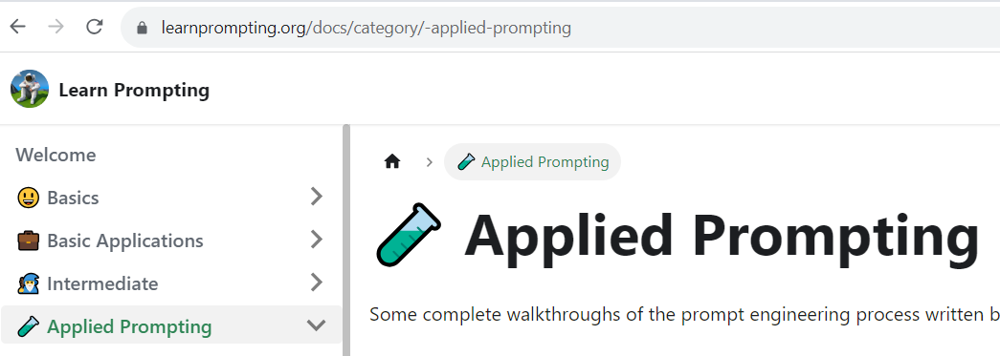 learnprompting.org/docs/category/-applied-prompting
Learn Prompting
Welcome
Basics
Basic Applications
Intermediate
Applied Prompting
Applied Prompting
Applied Prompting
Some complete walkthroughs of the prompt engineering process written b